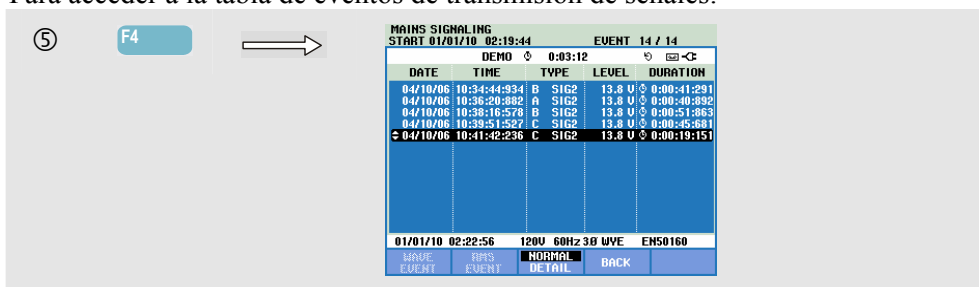 Para acceder a la tabla de eventos de transmisión de señales:
⑤ F4
MAINS SIGNALING
START 01/01/10 02:19:44 EVENT 14 / 14
DEMO 0:03:12
DATE TIME TYPE LEVEL DURATION
04/10/06 10:34:44:934 B SIG2 13.8 V 0:00:41:291
04/10/06 10:36:20:882 A SIG2 13.8 V 0:00:40:892
04/10/06 10:38:16:578 B SIG2 13.8 V 0:00:51:863
04/10/06 10:39:51:527 C SIG2 13.8 V 0:00:45:681
04/10/06 10:41:42:236 C SIG2 13.8 V 0:00:19:151
01/01/10 02:22:56 120V 60Hz 3Ø WYE EN50160
WAVE EVENT RMS EVENT NORMAL DETAIL BACK